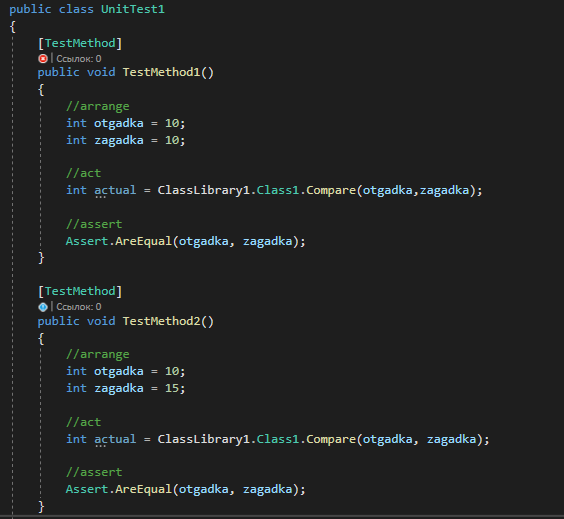 public class UnitTest1
{
[TestMethod]
| Ссылок: 0
public void TestMethod1()
{
//arrange
int otgadka = 10;
int zagadka = 10;
//act
int actual = ClassLibrary1.Class1.Compare(otgadka,zagadka);
//assert
Assert.AreEqual(otgadka, zagadka);
}
[TestMethod]
| Ссылок: 0
public void TestMethod2()
{
//arrange
int otgadka = 10;
int zagadka = 15;
//act
int actual = ClassLibrary1.Class1.Compare(otgadka, zagadka);
//assert
Assert.AreEqual(otgadka, zagadka);
}